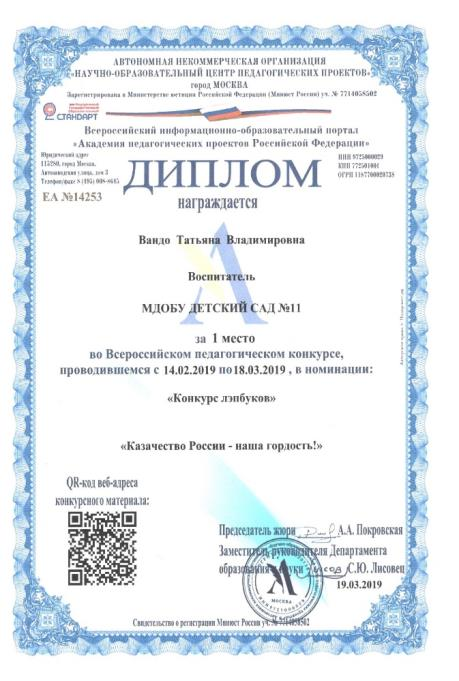 АВТОНОМНАЯ НЕКОММЕРЧЕСКАЯ ОРГАНИЗАЦИЯ
«НАУЧНО-ОБРАЗОВАТЕЛЬНЫЙ ЦЕНТР ПЕДАГОГИЧЕСКИХ ПРОЕКТОВ»
город МОСКВА
Зарегистрирована в Министерстве юстиции Российской Федерации (Минюст России) уч. № 7714058502
СТАНДАРТ
Всероссийский информационно-образовательный портал
«Академия педагогических проектов Российской Федерации»
Юридический адрес
115280, город Москва,
Автозаводская улица, дом 3
Телефон/факс 8 (495) 008-8685
ЕА №14253
ИНН 9725000029
КПП 772501001
ОГРН 1187700020738
ДИПЛОМ
награждается
Вандо Татьяна Владимировна
Воспитатель
МДОБУ ДЕТСКИЙ САД №11
за 1 место
во Всероссийском педагогическом конкурсе,
проводившемся с 14.02.2019 по18.03.2019 , в номинации:
«Конкурс лэпбуков»
«Казачество России - наша гордость!»
QR-код веб-адреса
конкурсного материала:
Председатель жюри А.А. Покровская
Заместитель руководителя Департамента
образования и науки С.Ю. Лисовец
19.03.2019
МОСКВА
Свидетельство о регистрации Минюст России уч. № 7714058502